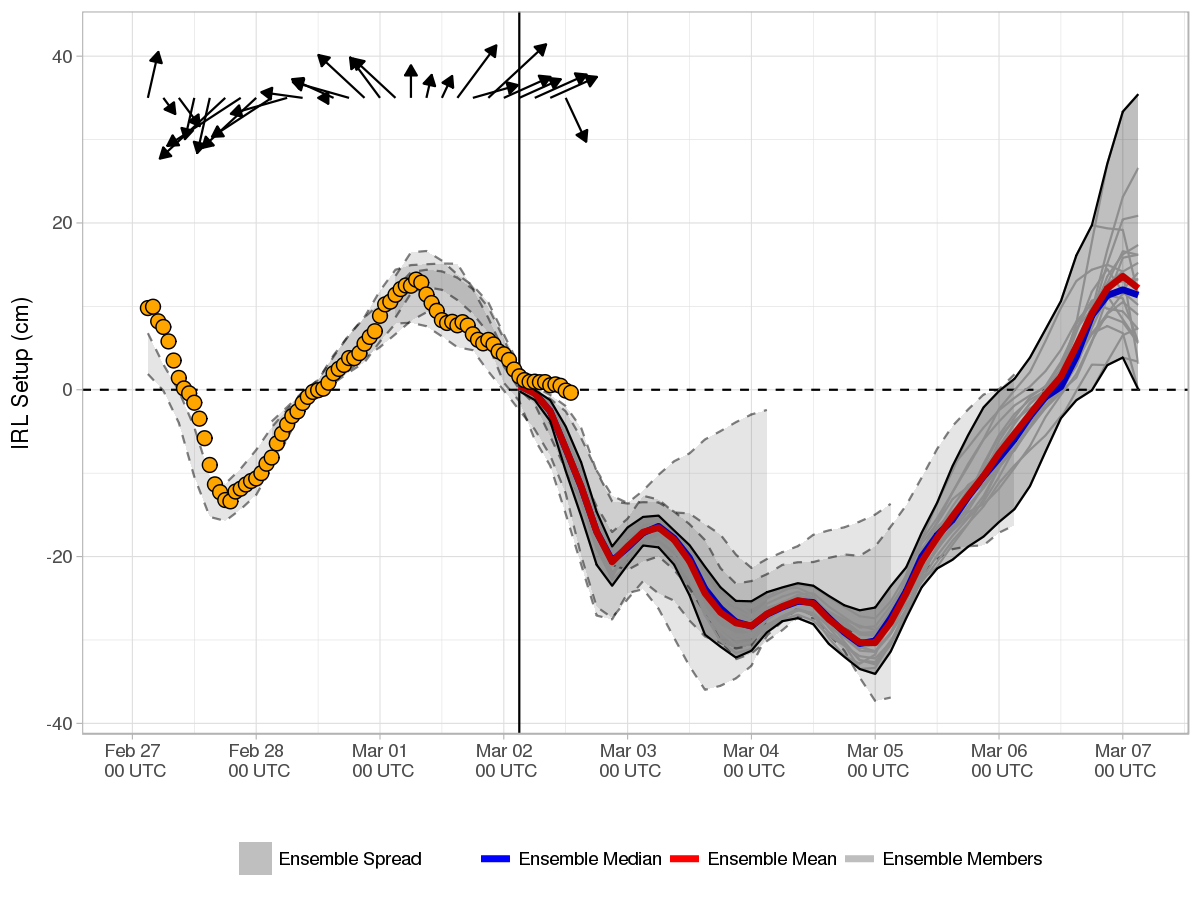 IRL Setup (cm)
40
20
0
-20
-40
Feb 27 Feb 28 Mar 01 Mar 02 Mar 03 Mar 04 Mar 05 Mar 06 Mar 07
00 UTC 00 UTC 00 UTC 00 UTC 00 UTC 00 UTC 00 UTC 00 UTC 00 UTC
Ensemble Spread Ensemble Median Ensemble Mean Ensemble Members